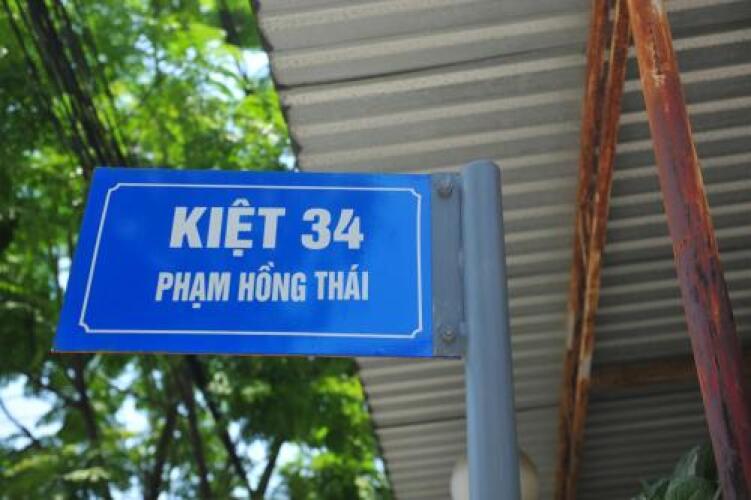 KIỆT 34
PHẠM HỒNG THÁI